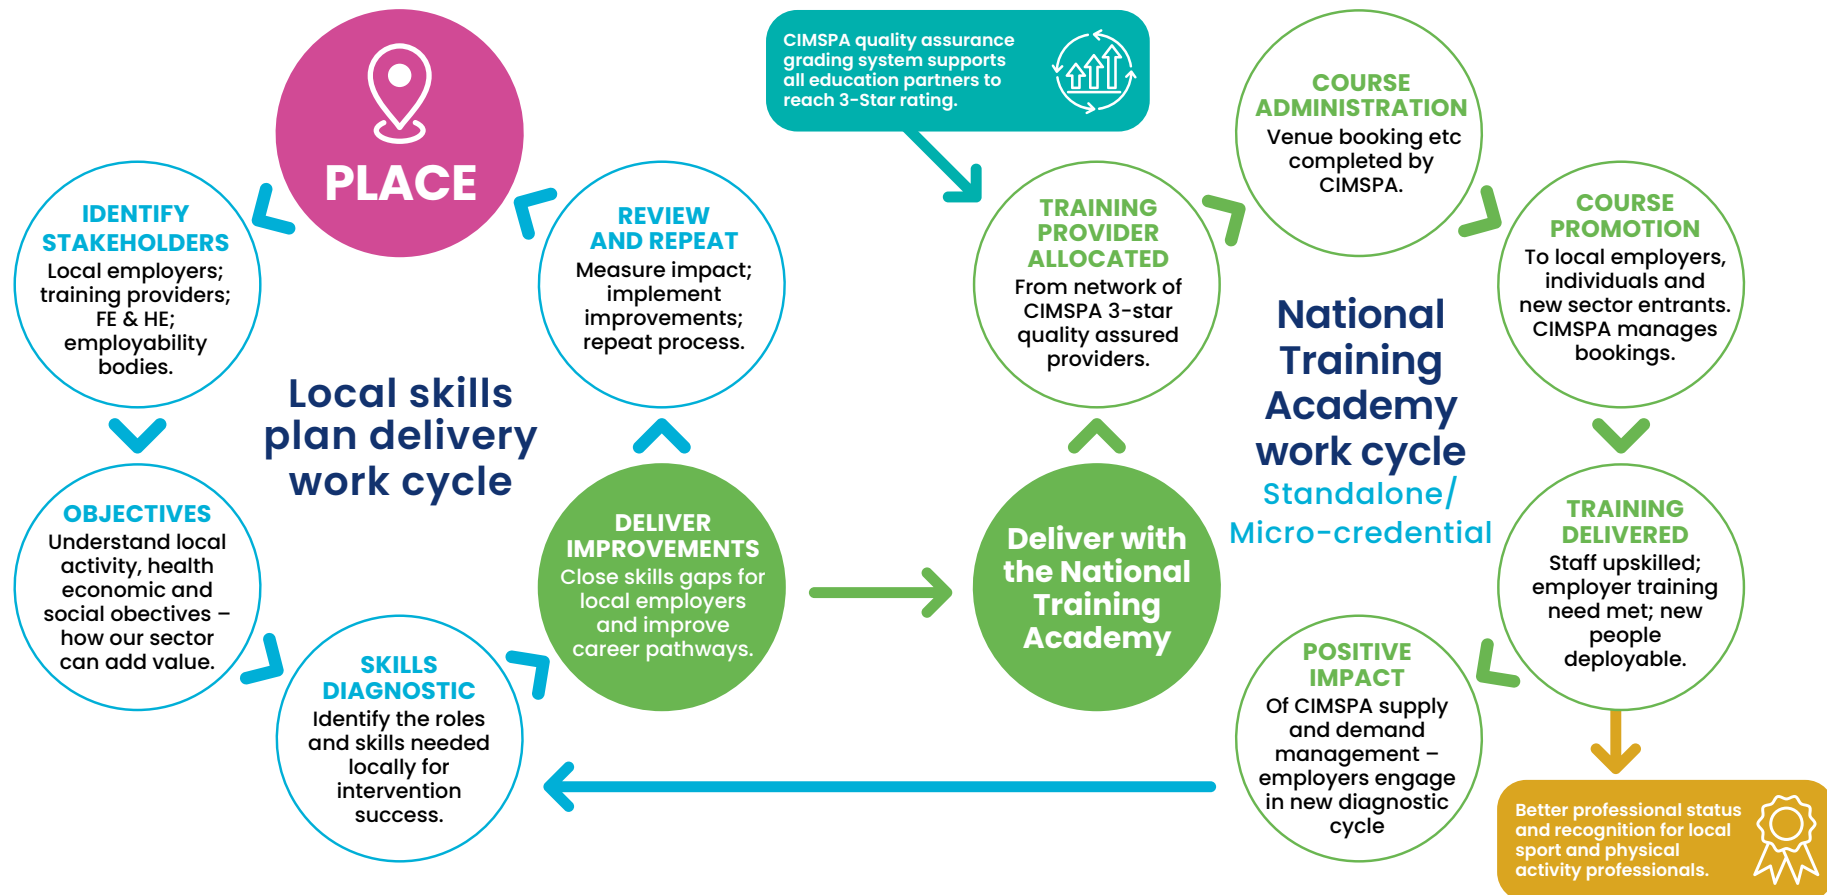 PLACE
IDENTIFY
STAKEHOLDERS
Local employers;
training providers;
FE & HE;
employability
bodies.
OBJECTIVES
Understand local
activity, health
economic and
social obectives –
how our sector
can add value.
SKILLS
DIAGNOSTIC
Identify the roles
and skills needed
locally for
intervention
success.
DELIVER
IMPROVEMENTS
Close skills gaps for
local employers
and improve
career pathways.
REVIEW
AND REPEAT
Measure impact;
implement
improvements;
repeat process.
Local skills
plan delivery
work cycle
CIMSPA quality assurance
grading system supports
all education partners to
reach 3-Star rating.
Deliver with
the National
Training
Academy
TRAINING
PROVIDER
ALLOCATED
From network of
CIMSPA 3-star
quality assured
providers.
COURSE
ADMINISTRATION
Venue booking etc
completed by
CIMSPA.
COURSE
PROMOTION
To local employers,
individuals and
new sector entrants.
CIMSPA manages
bookings.
TRAINING
DELIVERED
Staff upskilled;
employer training
need met; new
people
deployable.
POSITIVE
IMPACT
Of CIMSPA supply
and demand
management –
employers engage
in new diagnostic
cycle
National
Training
Academy
work cycle
Standalone/
Micro-credential
Better professional status
and recognition for local
sport and physical
activity professionals.